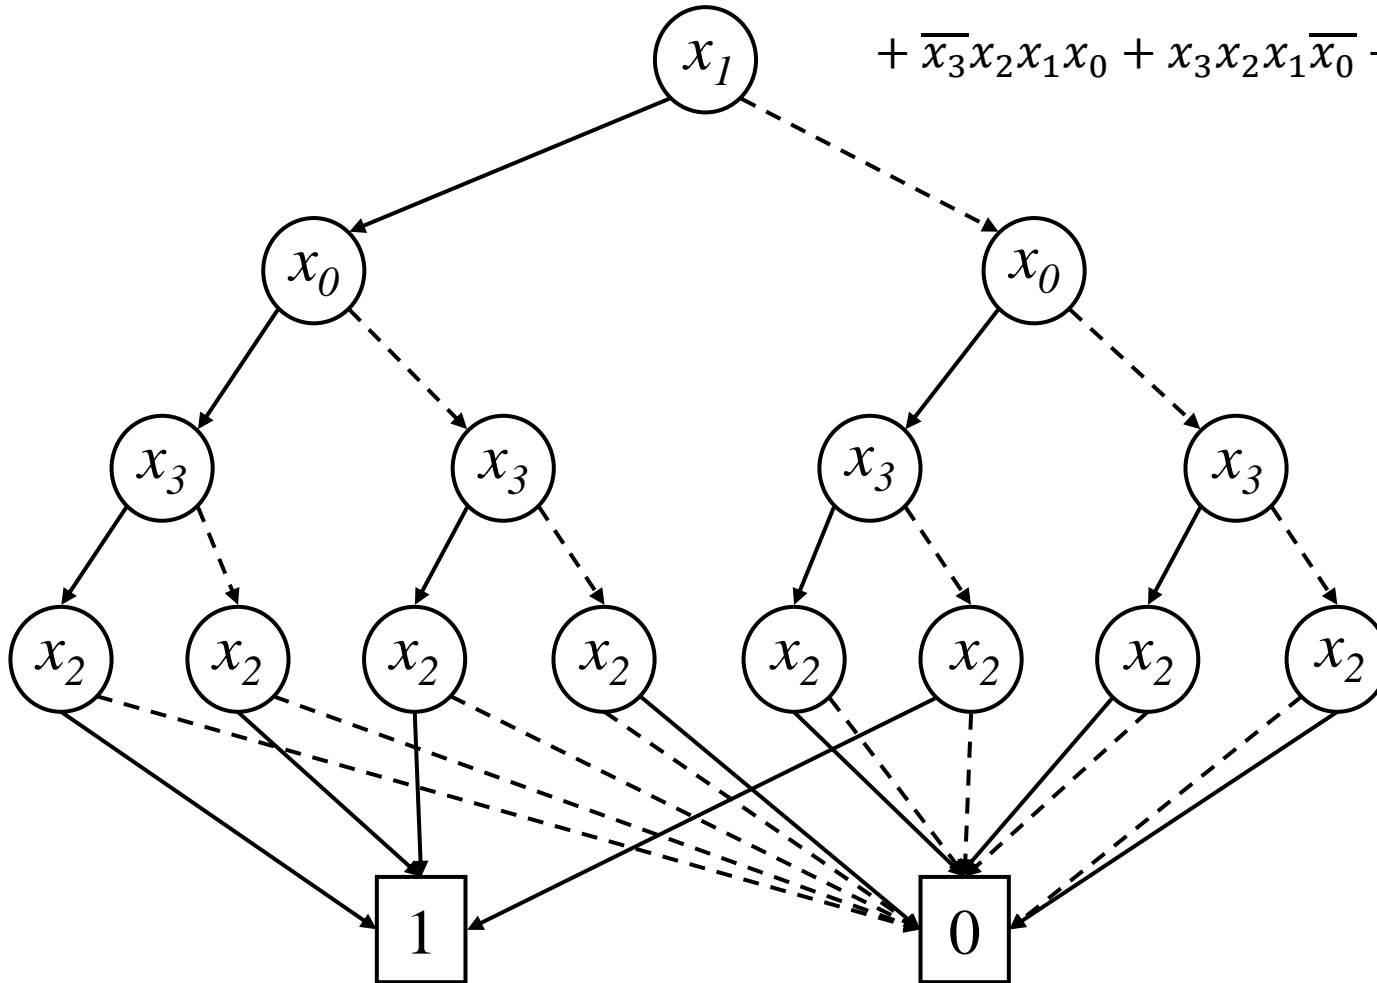 x₁
+ x̅₃x₂x₁x₀ + x₃x₂x₁x̅₀ -
x₀ x₀
x₃ x₃ x₃ x₃
x₂ x₂ x₂ x₂ x₂ x₂ x₂ x₂
1 0